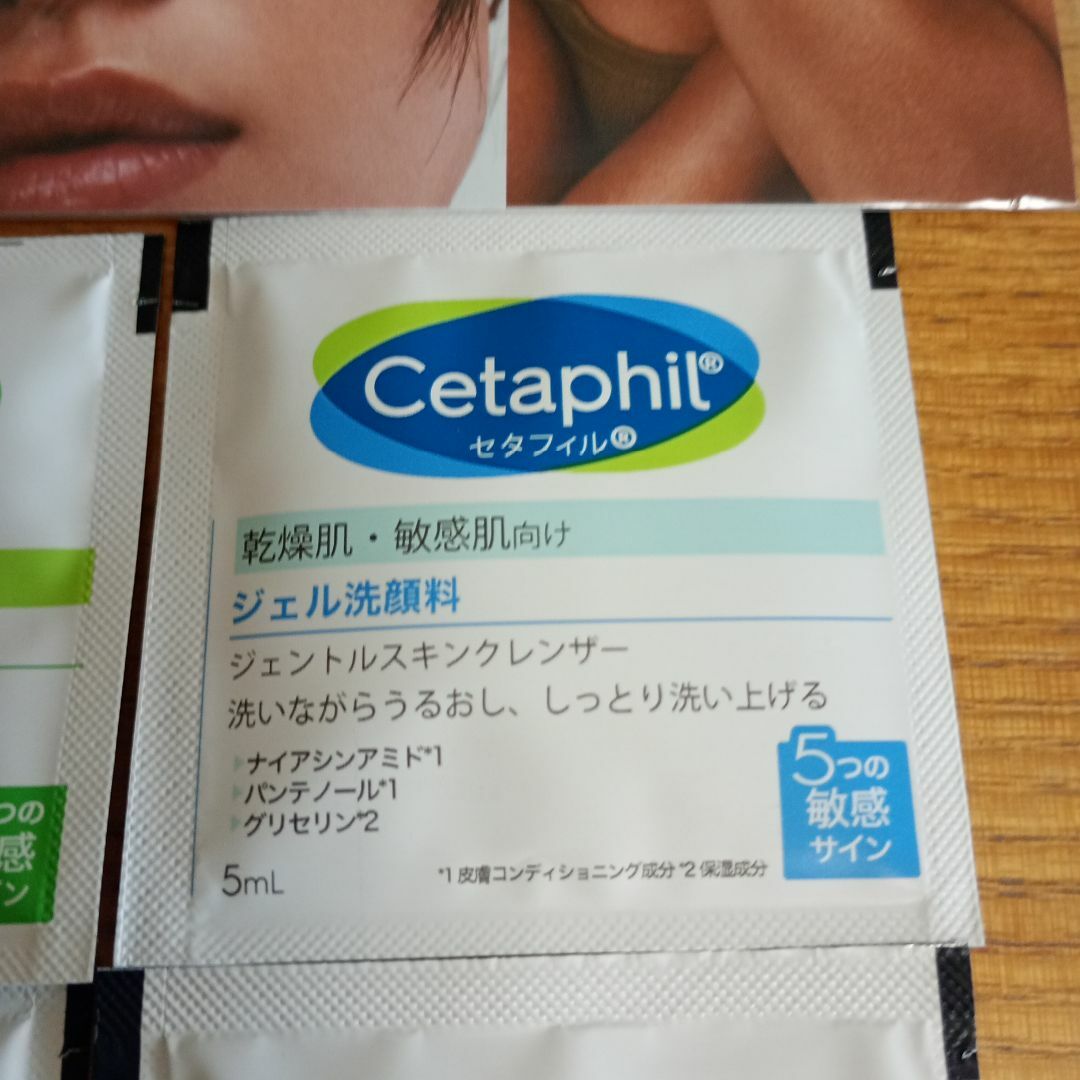 Cetaphil®
セタフィル®
乾燥肌・敏感肌向け
ジェル洗顔料
ジェントルスキンクレンザー
洗いながらうるおし、しっとり洗い上げる
ナイアシンアミド*1
パンテノール*1
グリセリン*2
5mL
*1 皮膚コンディショニング成分 *2 保湿成分
5つの
敏感
サイン
つの
感
ン